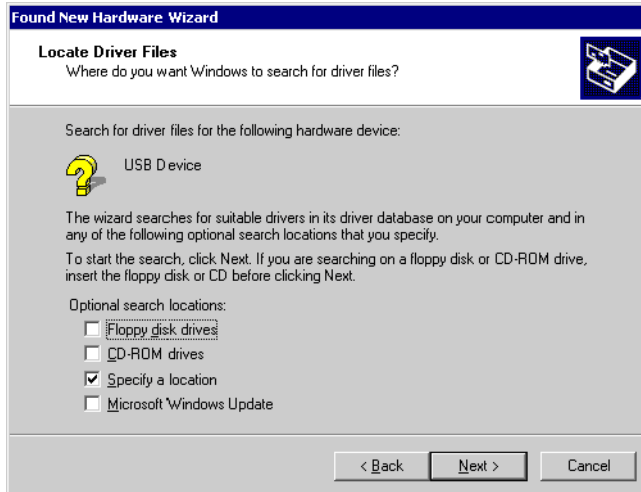 Found New Hardware Wizard
Locate Driver Files
Where do you want Windows to search for driver files?
Search for driver files for the following hardware device:
USB Device
The wizard searches for suitable drivers in its driver database on your computer and in
any of the following optional search locations that you specify.
To start the search, click Next. If you are searching on a floppy disk or CD-ROM drive,
insert the floppy disk or CD before clicking Next.
Optional search locations:
Floppy disk drives
CD-ROM drives
Specify a location
Microsoft Windows Update
< Back Next > Cancel